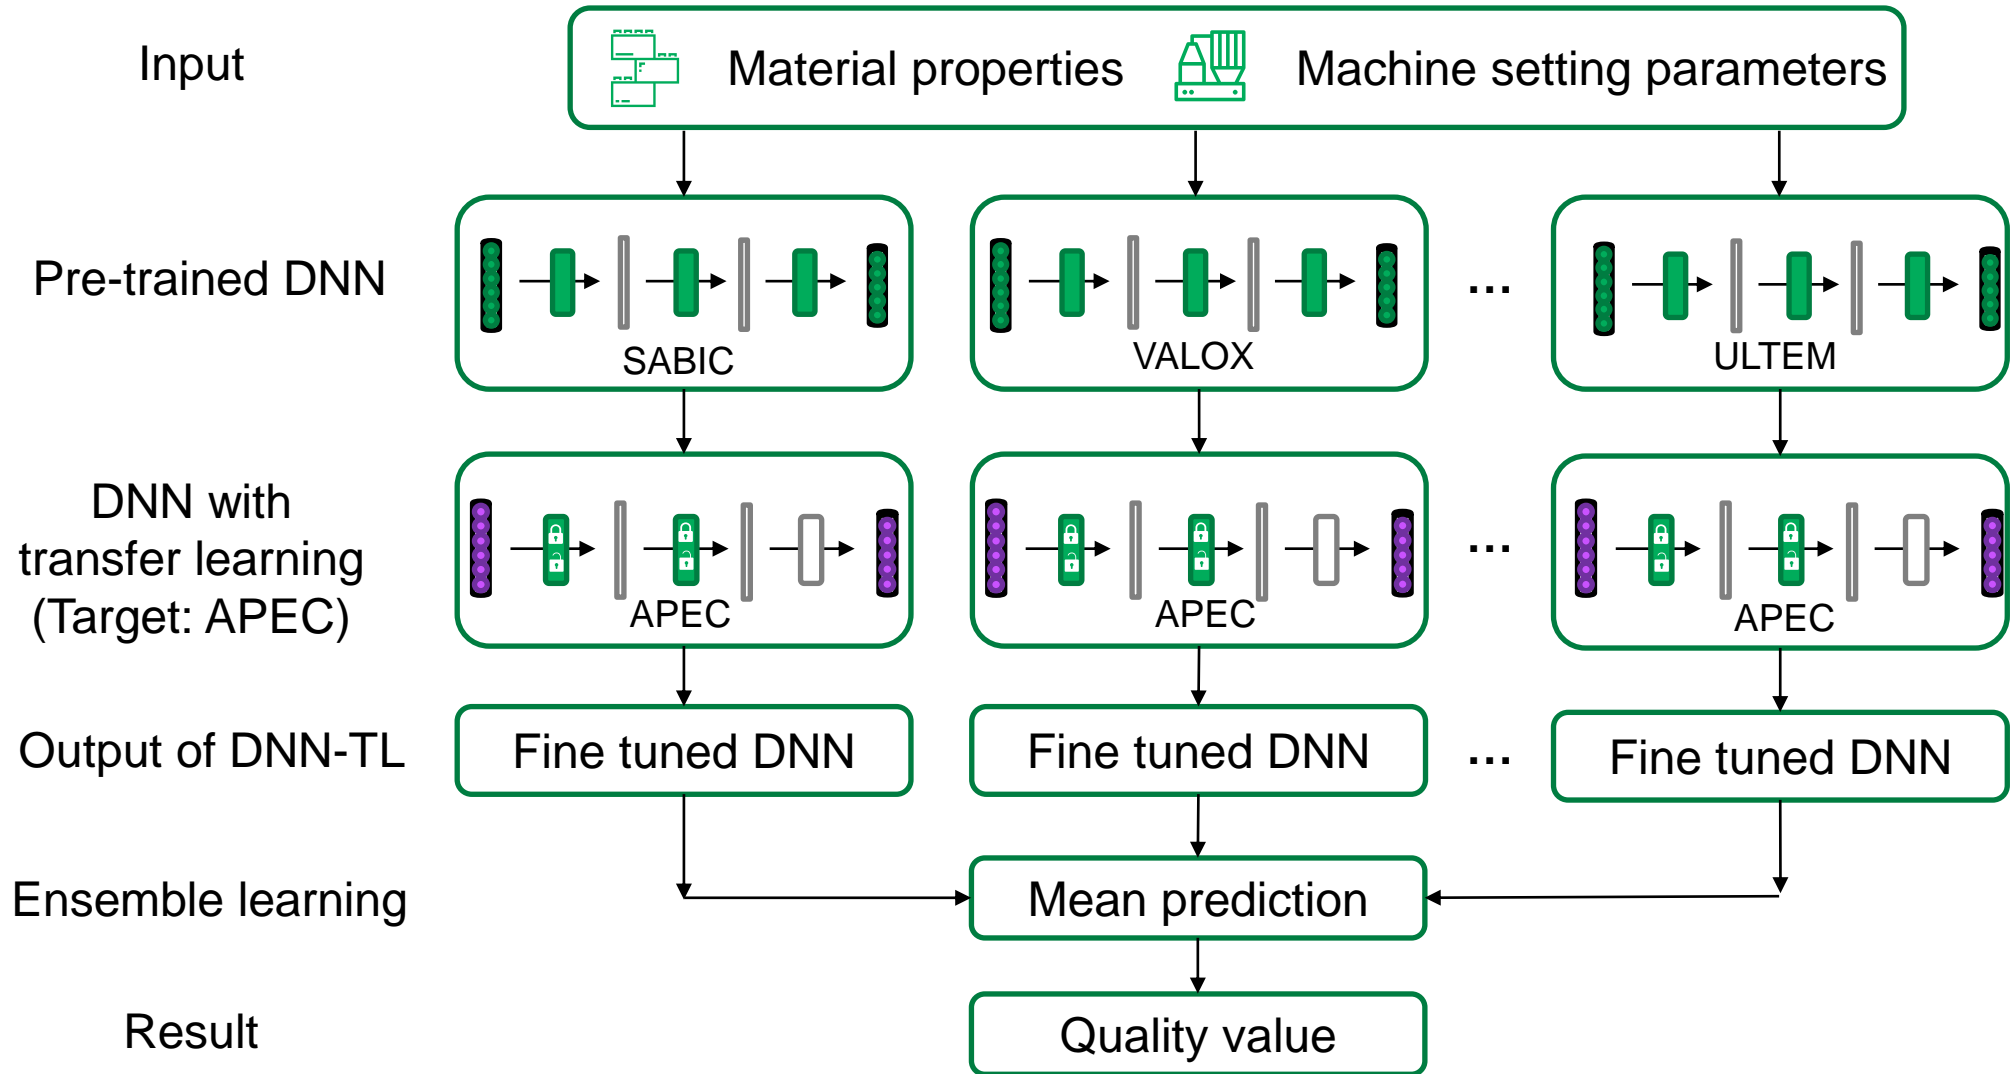 Input
Material properties
Machine setting parameters
Pre-trained DNN
SABIC
VALOX
...
ULTEM
DNN with
transfer learning
(Target: APEC)
APEC
APEC
...
APEC
Output of DNN-TL
Fine tuned DNN
Fine tuned DNN
...
Fine tuned DNN
Ensemble learning
Mean prediction
Result
Quality value